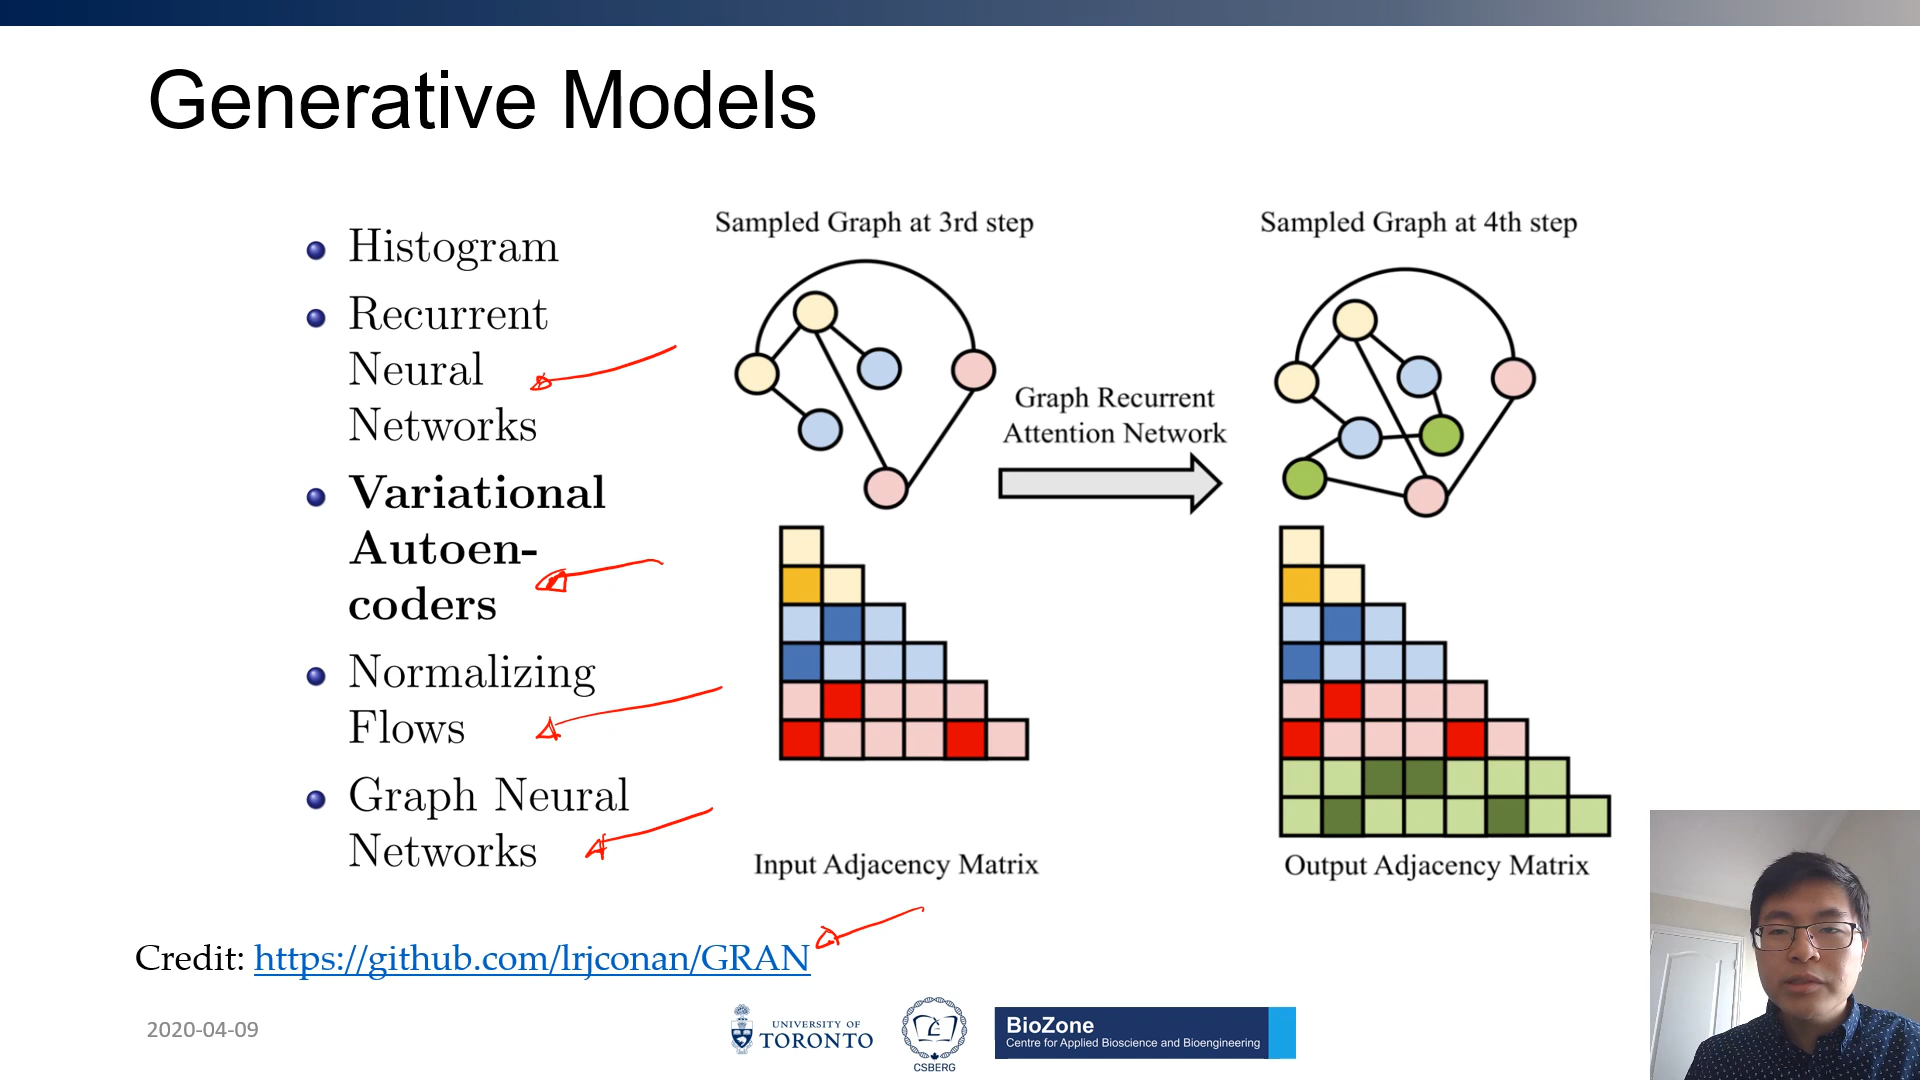 Generative Models
Histogram
Recurrent
Neural
Networks
Variational
Autoen-
coders
Normalizing
Flows
Graph Neural
Networks
Sampled Graph at 3rd step
Sampled Graph at 4th step
Graph Recurrent
Attention Network
Input Adjacency Matrix
Output Adjacency Matrix
Credit: https://github.com/lrjconan/GRAN
2020-04-09
UNIVERSITY OF
TORONTO
CSBERG
BioZone
Centre for Applied Bioscience and Bioengineering